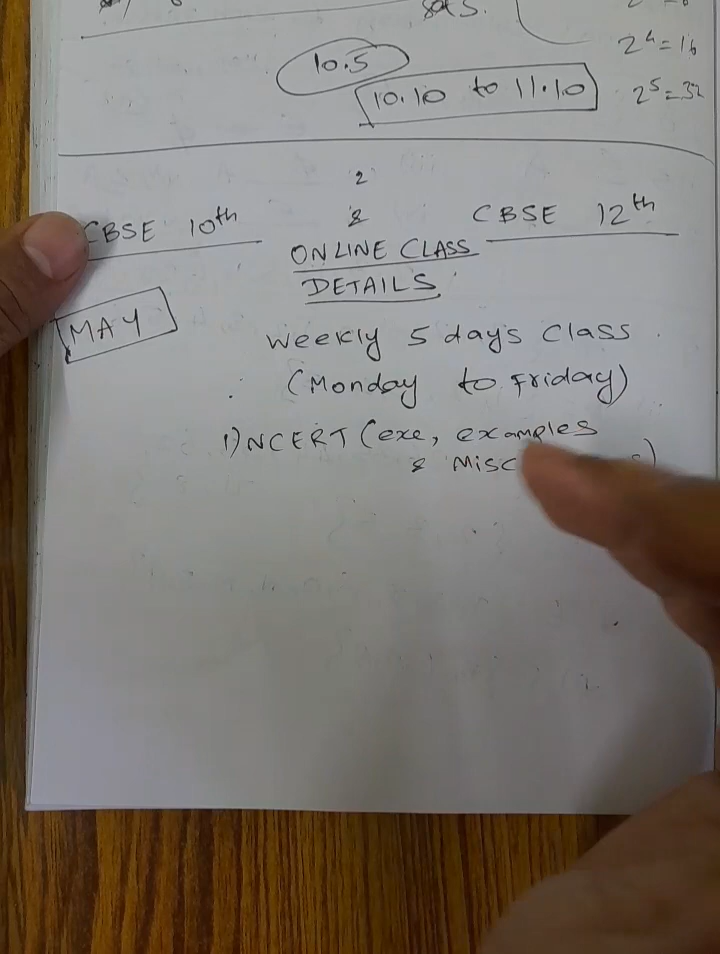 sets.
2⁴ = 16
10.5
10.10 to 11.10
2⁵ = 32
2
CBSE 10th & CBSE 12th
ONLINE CLASS
DETAILS
MAY
Weekly 5 days Class
(Monday to Friday)
1) NCERT (exe, examples
& Misc